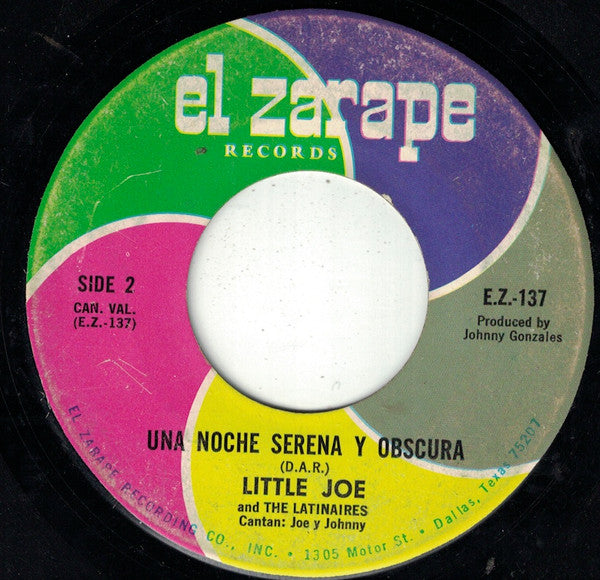 el zarape
RECORDS
SIDE 2
CAN. VAL.
(E.Z.-137)
E.Z.-137
Produced by
Johnny Gonzales
UNA NOCHE SERENA Y OBSCURA
(D.A.R.)
LITTLE JOE
and THE LATINAIRES
Cantan: Joe y Johnny
EL ZARAPE RECORDING CO., INC. • 1305 Motor St. • Dallas, Texas 75207